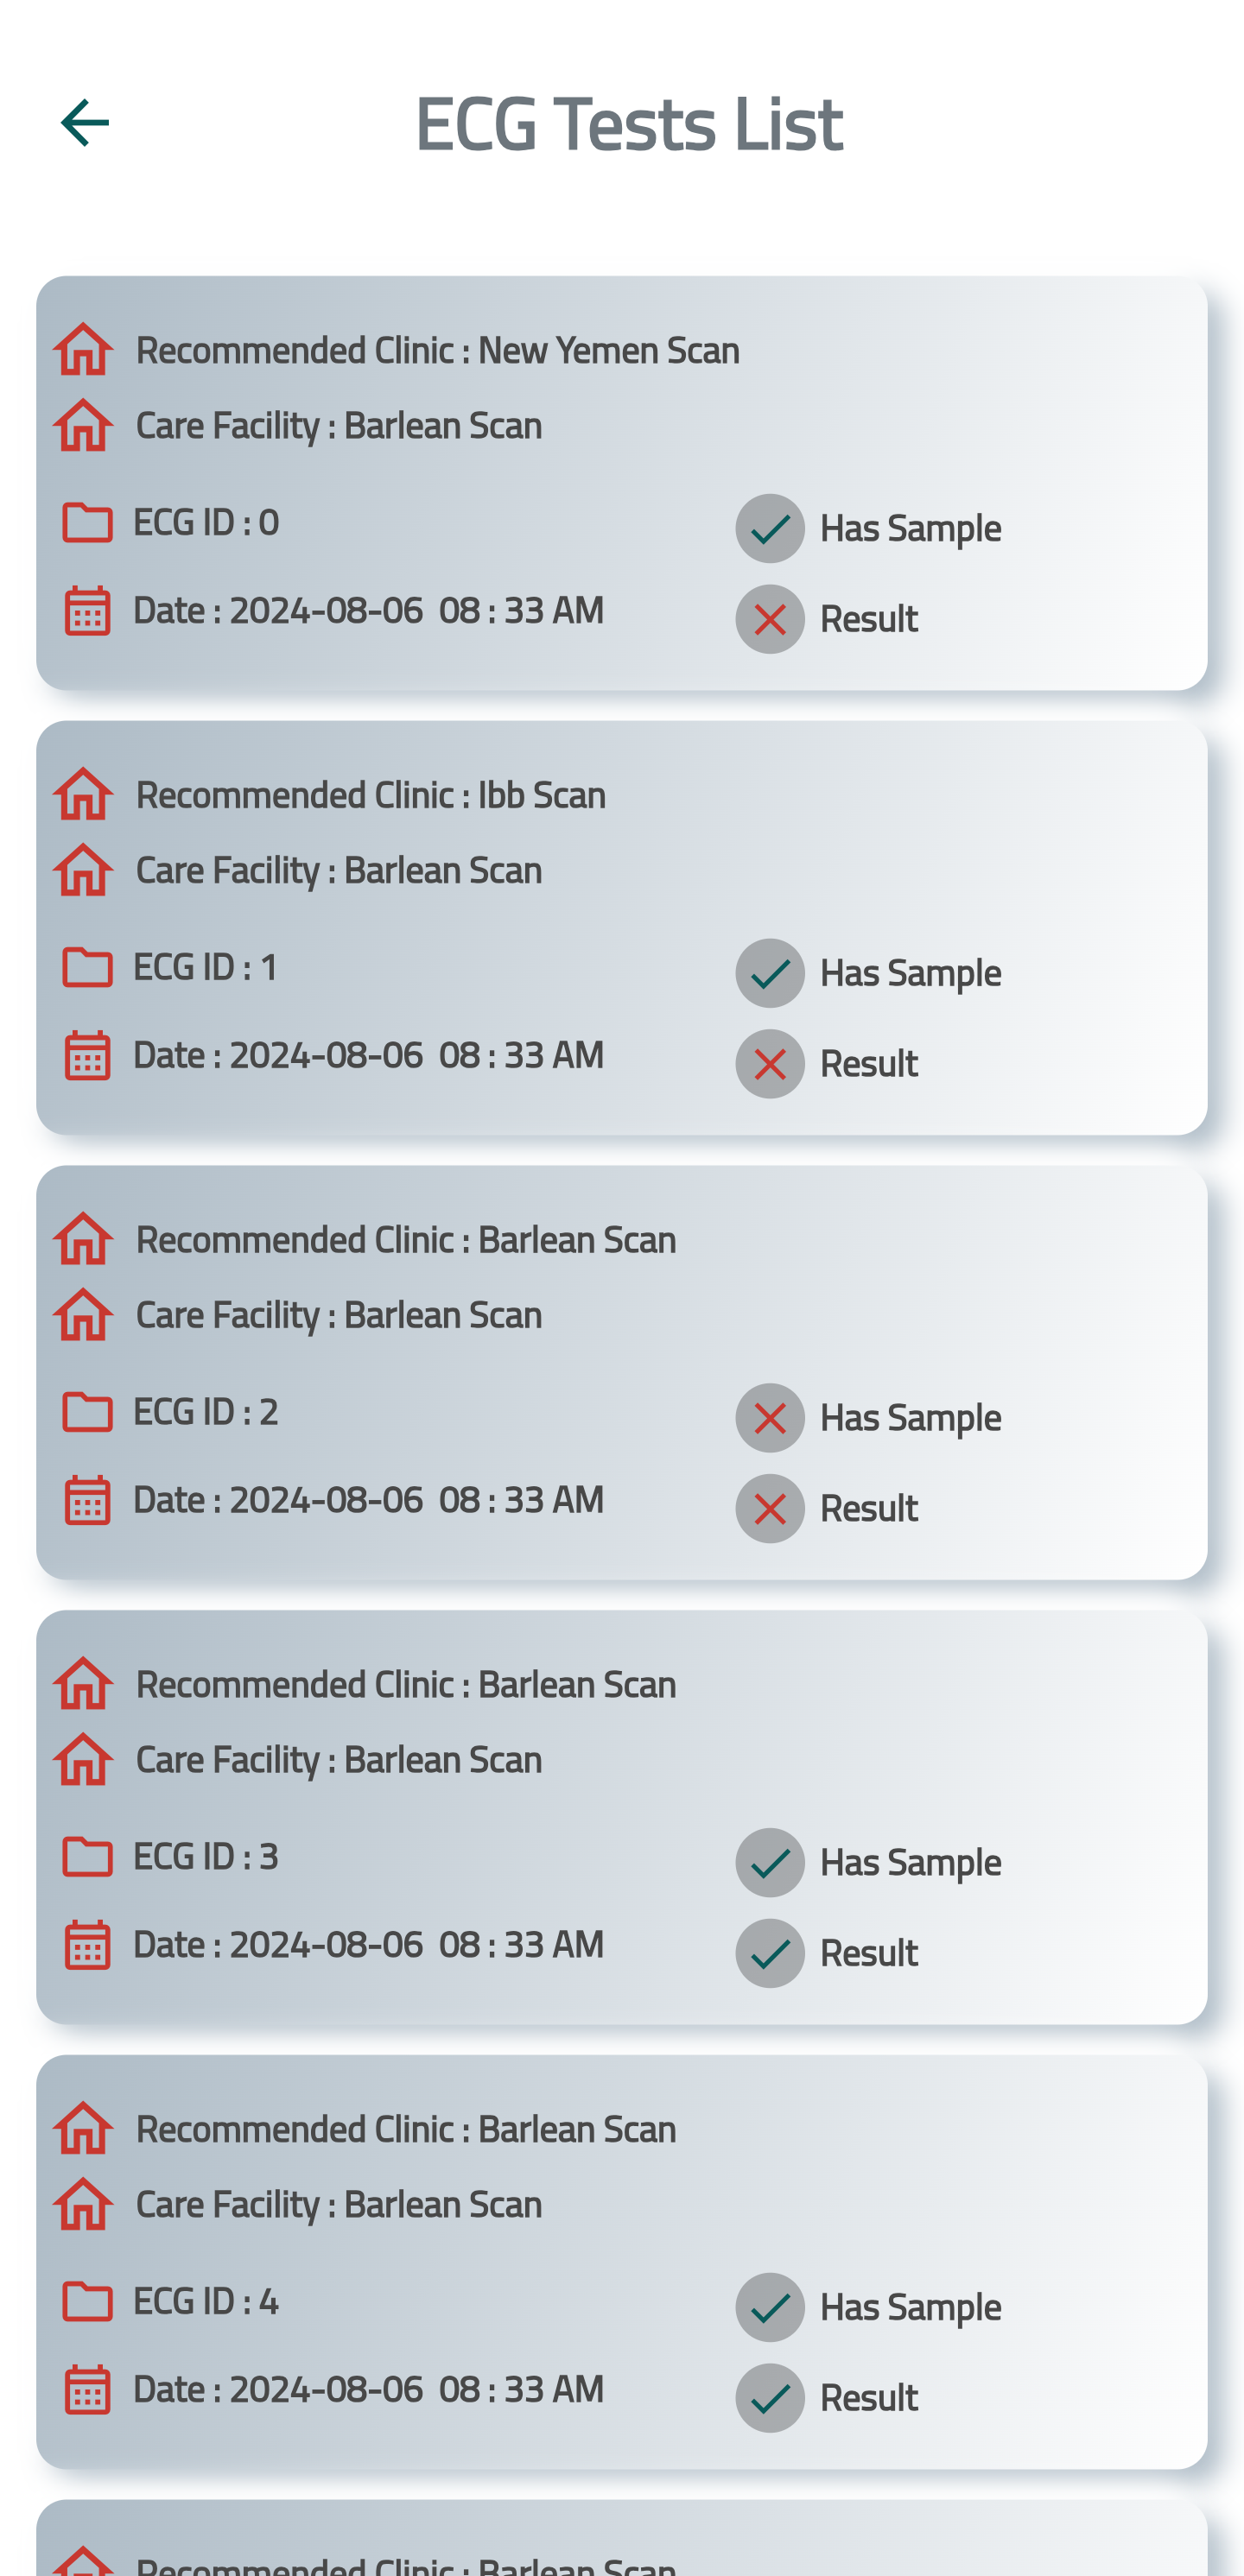 ECG Tests List
Recommended Clinic : New Yemen Scan
Care Facility : Barlean Scan
ECG ID : 0
Has Sample
Date : 2024-08-06 08 : 33 AM
Result
Recommended Clinic : Ibb Scan
Care Facility : Barlean Scan
ECG ID : 1
Has Sample
Date : 2024-08-06 08 : 33 AM
Result
Recommended Clinic : Barlean Scan
Care Facility : Barlean Scan
ECG ID : 2
Has Sample
Date : 2024-08-06 08 : 33 AM
Result
Recommended Clinic : Barlean Scan
Care Facility : Barlean Scan
ECG ID : 3
Has Sample
Date : 2024-08-06 08 : 33 AM
Result
Recommended Clinic : Barlean Scan
Care Facility : Barlean Scan
ECG ID : 4
Has Sample
Date : 2024-08-06 08 : 33 AM
Result
Recommended Clinic : Barlean Scan